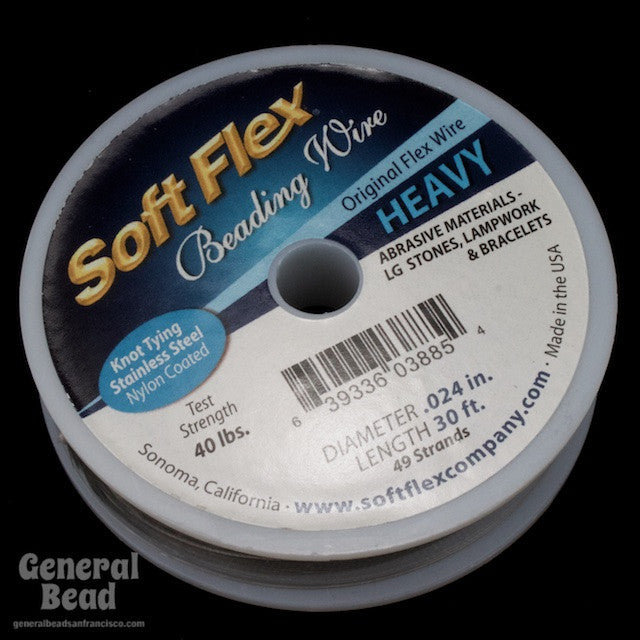 Soft Flex®
Beading Wire
Original Flex Wire
HEAVY
ABRASIVE MATERIALS -
LG STONES, LAMPWORK
& BRACELETS
Knot Tying
Stainless Steel
Nylon Coated
Test
Strength
40 lbs.
6 39336 03885 4
DIAMETER .024 in.
LENGTH 30 ft.
49 Strands
Sonoma, California · www.softflexcompany.com · Made in the USA
General
Bead
generalbeadsanfrancisco.com